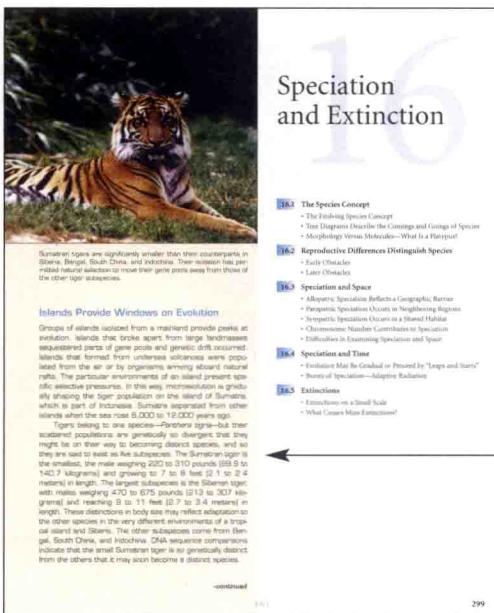 16
Speciation
and Extinction
Sumatran tigers are significantly smaller than their counterparts in
Siberia, Bengal, South China, and Indochina. Their isolation has per-
mitted natural selection to move their gene pools away from those of
the other tiger subspecies.
Islands Provide Windows on Evolution
Groups of islands isolated from a mainland provide peeks at
evolution. Islands that broke apart from large landmasses
sequestered parts of gene pools and genetic drift occurred.
Islands that formed from undersea volcanoes were popu-
lated from the air or by organisms arriving aboard natural
rafts. The particular environments of an island present spe-
cific selective pressures. In this way, microevolution is gradu-
ally shaping the tiger population on the island of Sumatra,
which is part of Indonesia. Sumatra separated from other
islands when the sea rose 6,000 to 12,000 years ago.
Tigers belong to one species—Panthera tigris—but their
scattered populations are genetically so divergent that they
might be on their way to becoming distinct species, and so
they are said to exist as five subspecies. The Sumatran tiger is
the smallest, the male weighing 220 to 310 pounds (99.9 to
140.7 kilograms) and growing to 7 to 8 feet (2.1 to 2.4
meters) in length. The largest subspecies is the Siberian tiger,
with males weighing 470 to 675 pounds (213 to 307 kilo-
grams) and reaching 9 to 11 feet (2.7 to 3.4 meters) in
length. These distinctions in body size may reflect adaptation to
the other species in the very different environments of a tropi-
cal island and Siberia. The other subspecies come from Ben-
gal, South China, and Indochina. DNA sequence comparisons
indicate that the small Sumatran tiger is so genetically distinct
from the others that it may soon become a distinct species.
-continued
16.1 The Species Concept
• The Evolving Species Concept
• Tree Diagrams Describe the Comings and Goings of Species
• Morphology Versus Molecules—What Is a Platypus?
16.2 Reproductive Differences Distinguish Species
• Early Obstacles
• Later Obstacles
16.3 Speciation and Space
• Allopatric Speciation Reflects a Geographic Barrier
• Parapatric Speciation Occurs in Neighboring Regions
• Sympatric Speciation Occurs in a Shared Habitat
• Chromosome Number Contributes to Speciation
• Difficulties in Examining Speciation and Space
16.4 Speciation and Time
• Evolution May Be Gradual or Proceed by "Leaps and Starts"
• Bursts of Speciation—Adaptive Radiation
16.5 Extinctions
• Extinctions on a Small Scale
• What Causes Mass Extinctions?
299